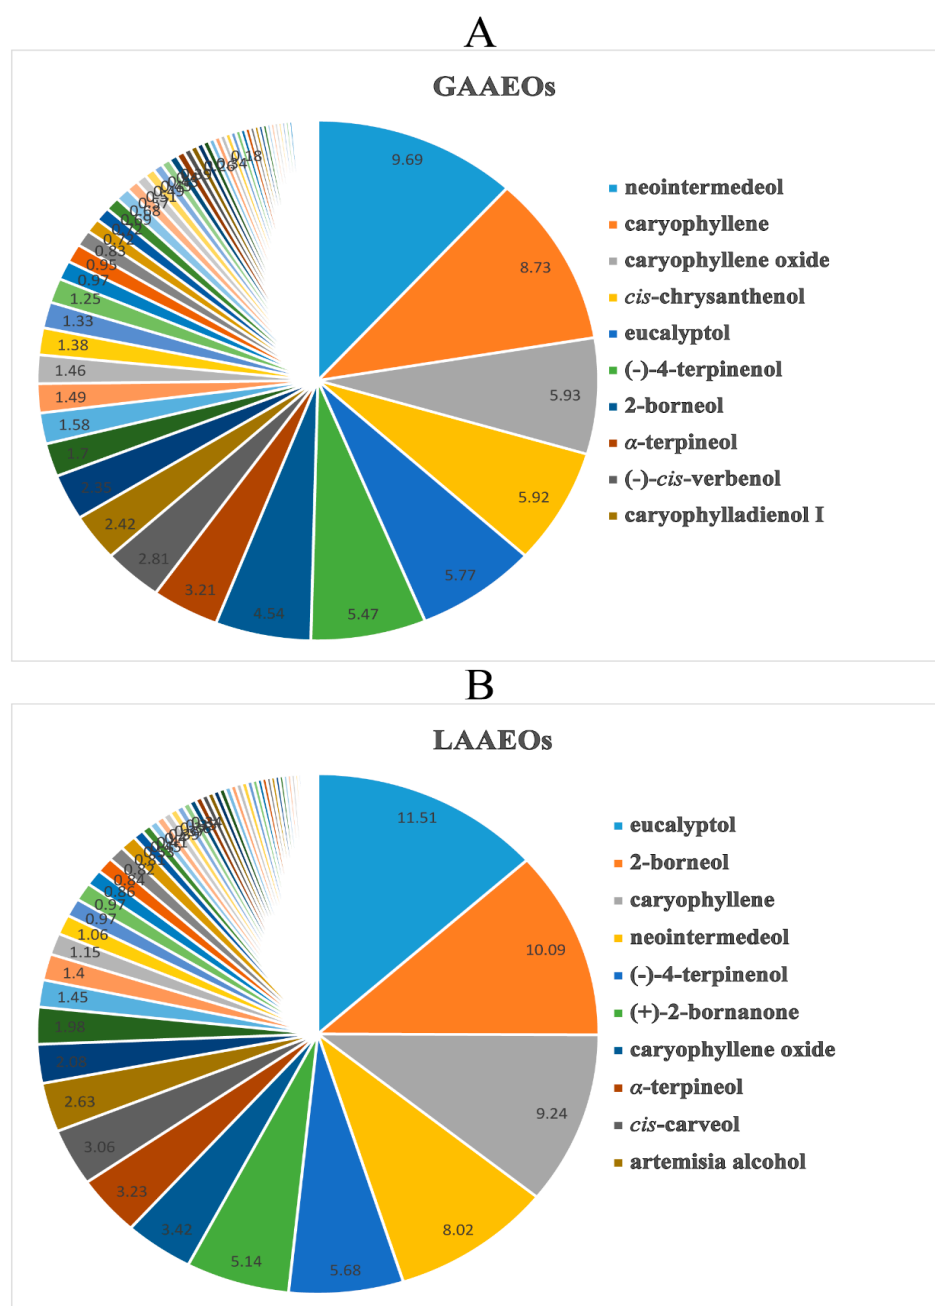 A
GAAEOs
9.69
8.73
5.93
5.92
5.77
5.47
4.54
3.21
2.81
2.42
1.7
1.58
1.49
1.46
1.38
1.33
1.25
0.97
0.95
0.83
0.18
neointermedeol
caryophyllene
caryophyllene oxide
cis-chrysanthenol
eucalyptol
(-)-4-terpinenol
2-borneol
α-terpineol
(-)-cis-verbenol
caryophylladienol I
B
LAAEOs
11.51
10.09
9.24
8.02
5.68
5.14
3.42
3.23
3.06
2.63
2.08
1.98
1.45
1.4
1.15
1.06
0.97
0.97
0.86
0.84
0.82
eucalyptol
2-borneol
caryophyllene
neointermedeol
(-)-4-terpinenol
(+)-2-bornanone
caryophyllene oxide
α-terpineol
cis-carveol
artemisia alcohol